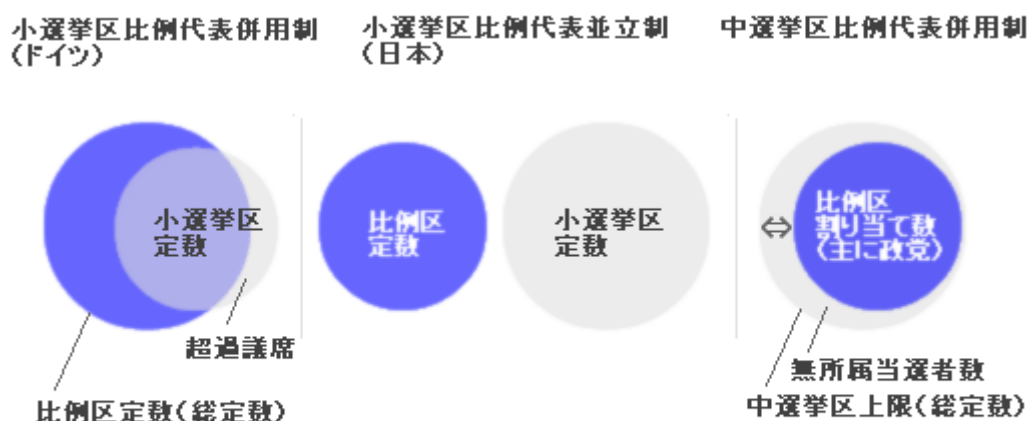 小選挙区比例代表併用制
(ドイツ)
小選挙区比例代表並立制
(日本)
中選挙区比例代表併用制
小選挙区
定数
超過議席
比例区定数(総定数)
比例区
定数
小選挙区
定数
⇔
比例区
割り当て数
(主に政党)
無所属当選者数
中選挙区上限(総定数)